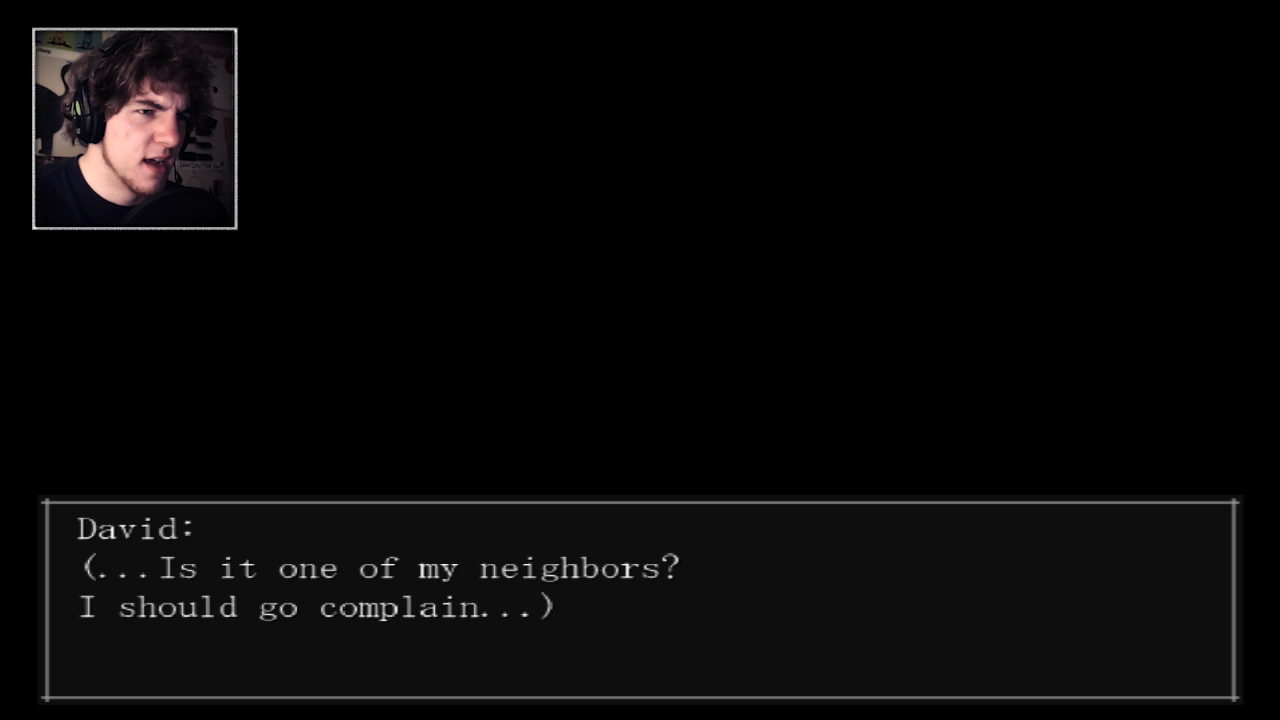 David:
(...Is it one of my neighbors?
I should go complain...)